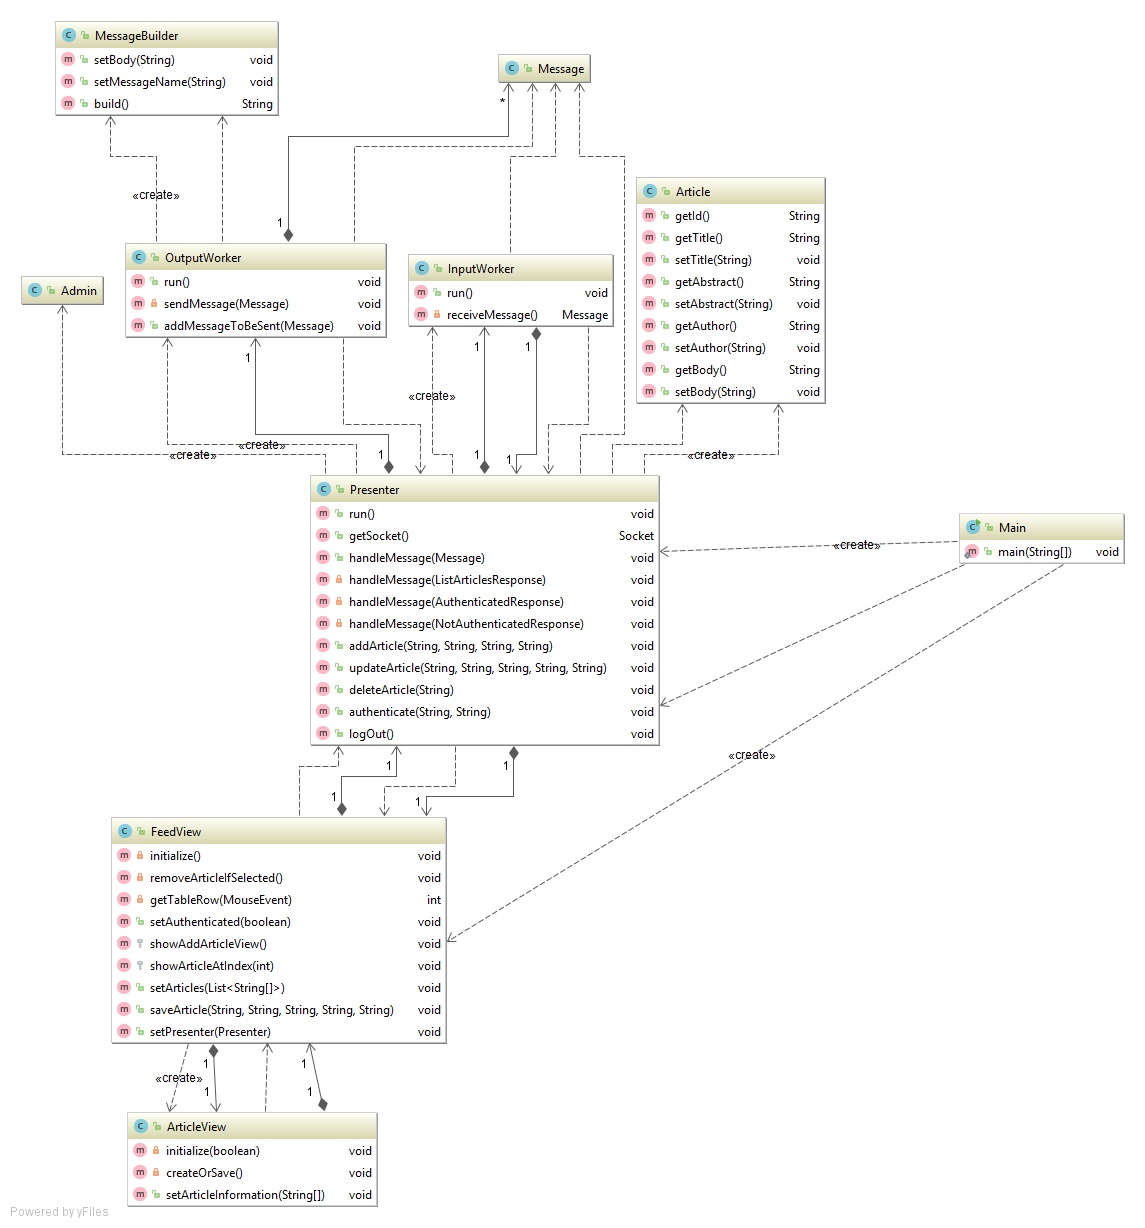 MessageBuilder
setBody(String) void
setMessageName(String) void
build() String
Message
*
«create»
1
Article
getId() String
getTitle() String
setTitle(String) void
getAbstract() String
setAbstract(String) void
getAuthor() String
setAuthor(String) void
getBody() String
setBody(String) void
OutputWorker
run() void
sendMessage(Message) void
addMessageToBeSent(Message) void
InputWorker
run() void
receiveMessage() Message
Admin
1
1
1
«create»
«create»
«create»
«create»
1
1
1
Presenter
run() void
getSocket() Socket
handleMessage(Message) void
handleMessage(ListArticlesResponse) void
handleMessage(AuthenticatedResponse) void
handleMessage(NotAuthenticatedResponse) void
addArticle(String, String, String, String) void
updateArticle(String, String, String, String, String) void
deleteArticle(String) void
authenticate(String, String) void
logOut() void
Main
main(String[]) void
«create»
«create»
1
1
1
1
FeedView
initialize() void
removeArticleIfSelected() void
getTableRow(MouseEvent) int
setAuthenticated(boolean) void
showAddArticleView() void
showArticleAtIndex(int) void
setArticles(List<String[]>) void
saveArticle(String, String, String, String, String) void
setPresenter(Presenter) void
1
1
«create»
1
1
ArticleView
initialize(boolean) void
createOrSave() void
setArticleInformation(String[]) void
Powered by yFiles